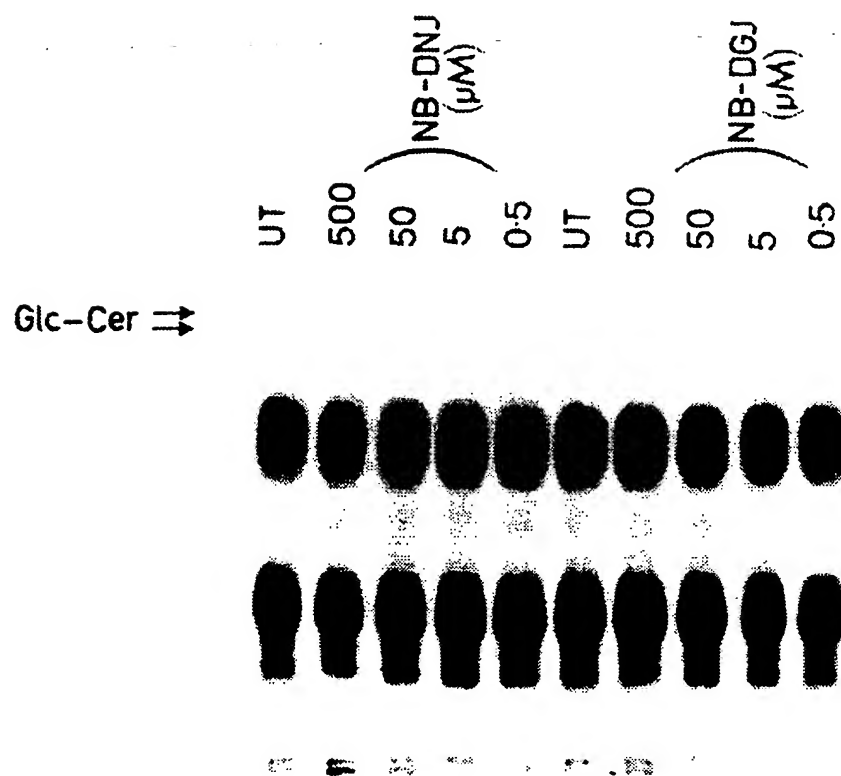 NB-DNJ
(μM)
NB-DGJ
(μM)
UT 500 50 5 0·5 UT 500 50 5 0·5
Glc-Cer